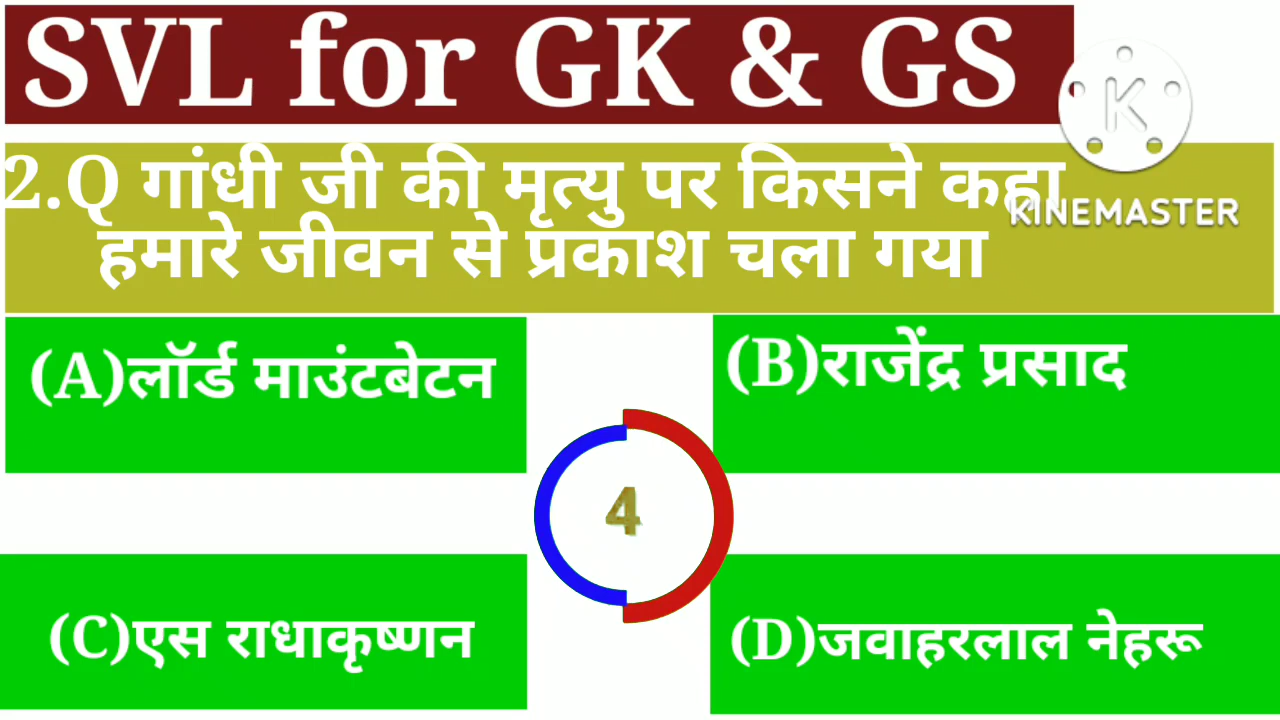 SVL for GK & GS
2.Q गांधी जी की मृत्यु पर किसने कहा
हमारे जीवन से प्रकाश चला गया
K
KINEMASTER
(A)लॉर्ड माउंटबेटन
(B)राजेंद्र प्रसाद
4
(C)एस राधाकृष्णन
(D)जवाहरलाल नेहरू